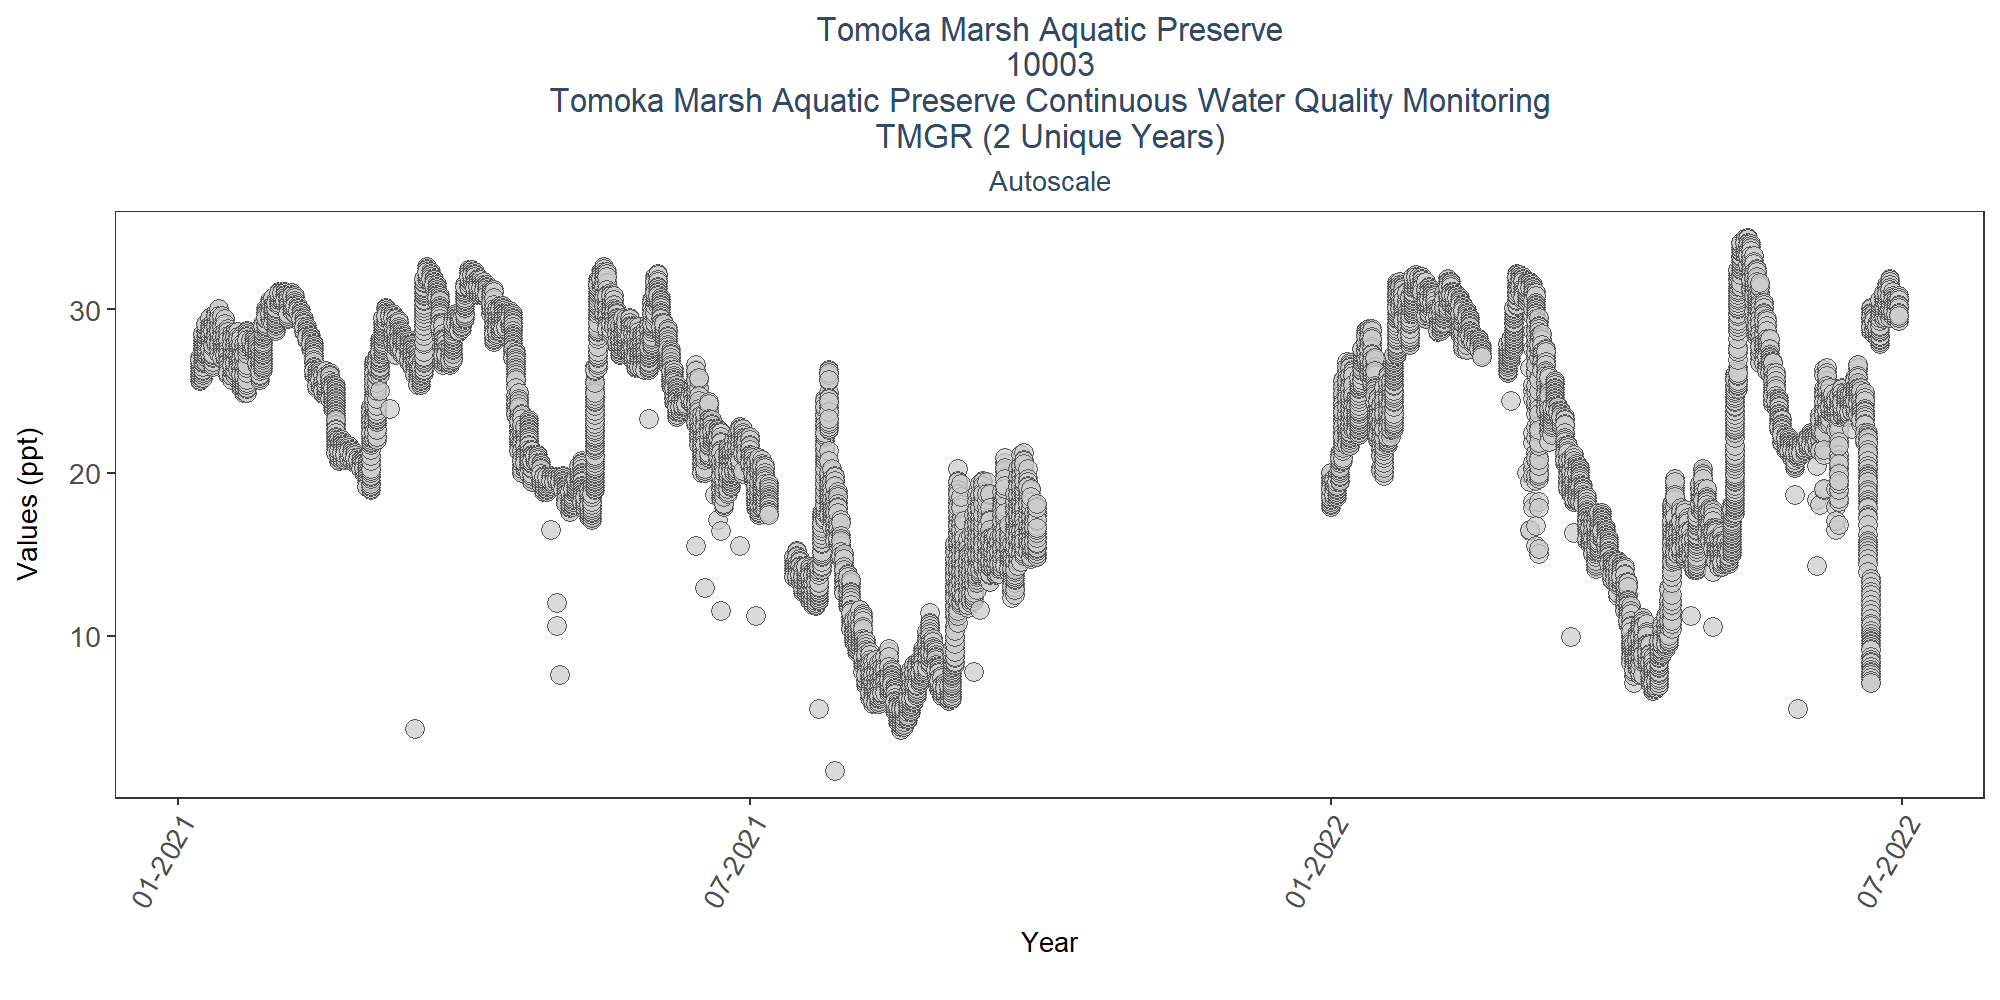 Tomoka Marsh Aquatic Preserve
10003
Tomoka Marsh Aquatic Preserve Continuous Water Quality Monitoring
TMGR (2 Unique Years)
Autoscale
Values (ppt)
30
20
10
01-2021
07-2021
01-2022
07-2022
Year